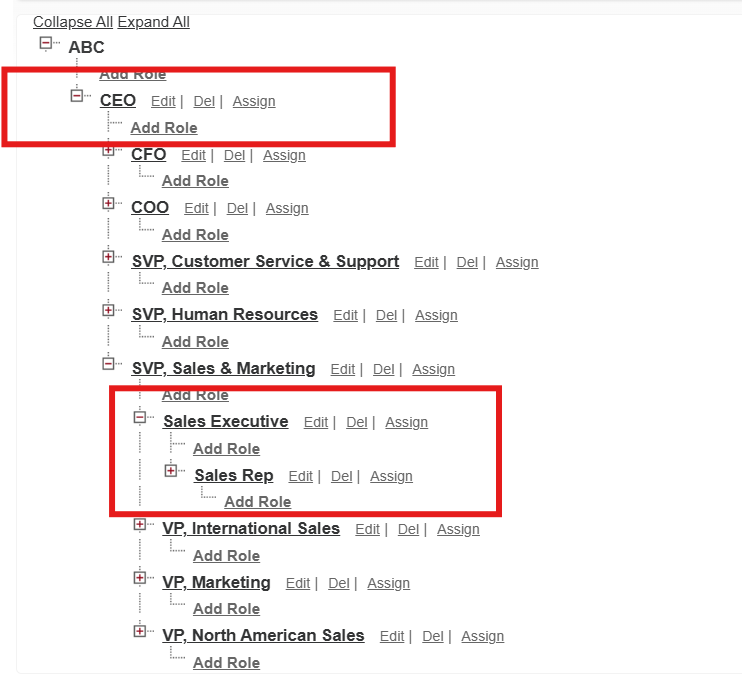 Collapse All Expand All
ABC
Add Role
CEO Edit | Del | Assign
Add Role
CFO Edit | Del | Assign
Add Role
COO Edit | Del | Assign
Add Role
SVP, Customer Service & Support Edit | Del | Assign
Add Role
SVP, Human Resources Edit | Del | Assign
Add Role
SVP, Sales & Marketing Edit | Del | Assign
Add Role
Sales Executive Edit | Del | Assign
Add Role
Sales Rep Edit | Del | Assign
Add Role
VP, International Sales Edit | Del | Assign
Add Role
VP, Marketing Edit | Del | Assign
Add Role
VP, North American Sales Edit | Del | Assign
Add Role